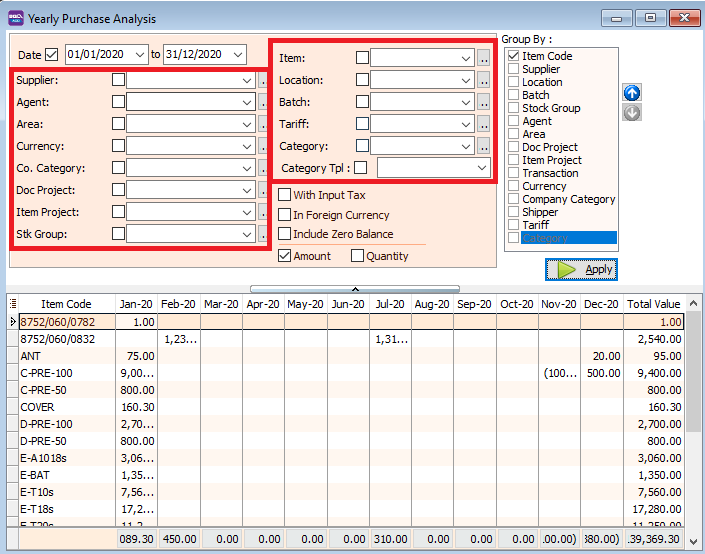 Yearly Purchase Analysis
Date 01/01/2020 to 31/12/2020
Supplier:
Agent:
Area:
Currency:
Co. Category:
Doc Project:
Item Project:
Stk Group:
Item:
Location:
Batch:
Tariff:
Category:
Category Tpl :
With Input Tax
In Foreign Currency
Include Zero Balance
Amount Quantity
Group By :
Item Code
Supplier
Location
Batch
Stock Group
Agent
Area
Doc Project
Item Project
Transaction
Currency
Company Category
Shipper
Tariff
Category
Apply
Item Code Jan-20 Feb-20 Mar-20 Apr-20 May-20 Jun-20 Jul-20 Aug-20 Sep-20 Oct-20 Nov-20 Dec-20 Total Value
8752/060/0782 1.00 1.00
8752/060/0832 1,23... 1,31... 2,540.00
ANT 75.00 20.00 95.00
C-PRE-100 9,00... (100... 500.00 9,400.00
C-PRE-50 800.00 800.00
COVER 160.30 160.30
D-PRE-100 2,70... 2,700.00
D-PRE-50 800.00 800.00
E-A1018s 3,06... 3,060.00
E-BAT 1,35... 1,350.00
E-T10s 7,56... 7,560.00
E-T18s 17,2... 17,280.00
089.30 450.00 0.00 0.00 0.00 0.00 310.00 0.00 0.00 0.00 .00.00) 380.00) .39,369.30